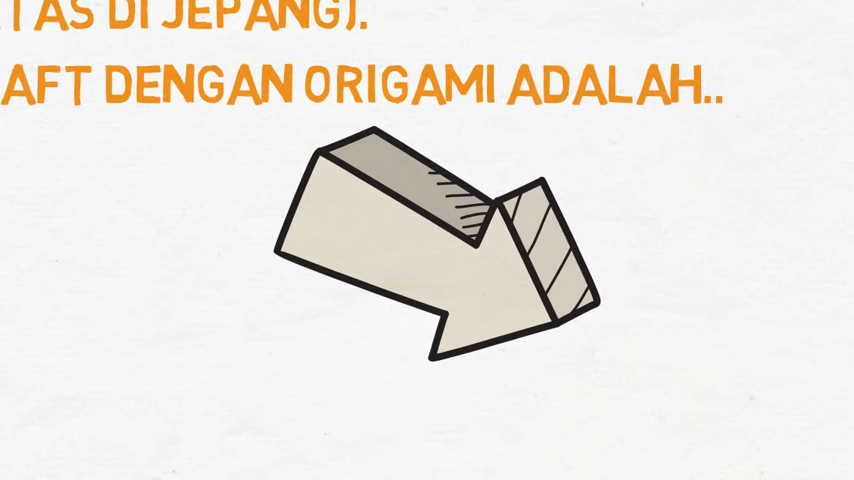 TAS DI JEPANG).
AFT DENGAN ORIGAMI ADALAH..